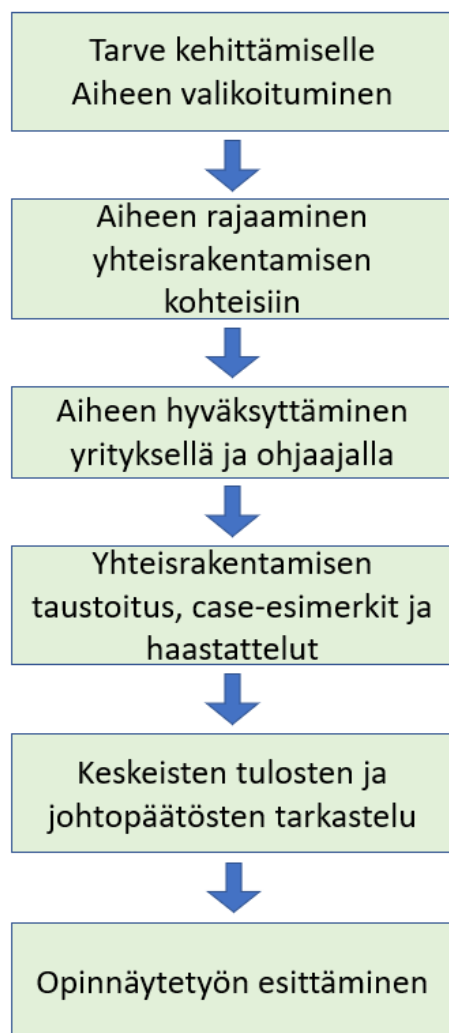 Tarve kehittämiselle
Aiheen valikoituminen
Aiheen rajaaminen
yhteisrakentamisen
kohteisiin
Aiheen hyväksyttäminen
yrityksellä ja ohjaajalla
Yhteisrakentamisen
taustoitus, case-esimerkit ja
haastattelut
Keskeisten tulosten ja
johtopäätösten tarkastelu
Opinnäytetyön esittäminen